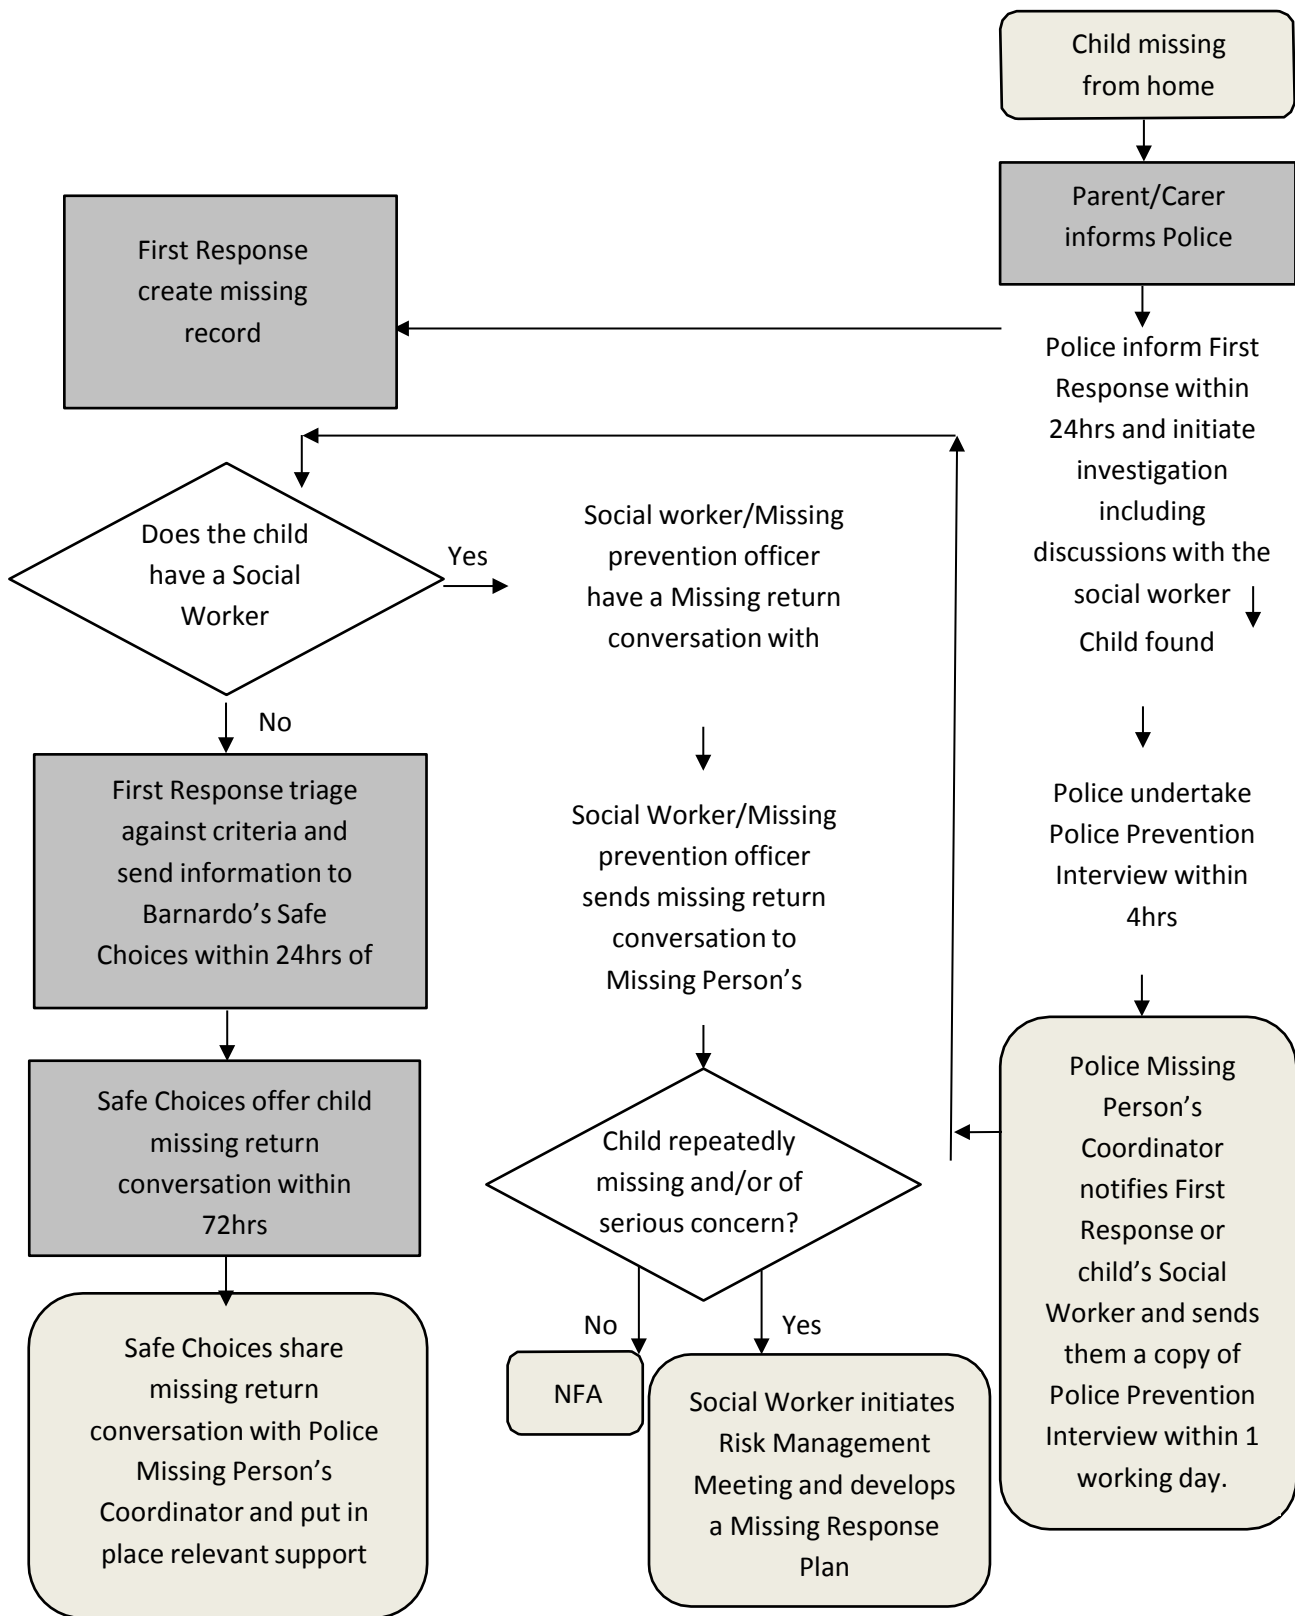 Child missing
from home
Parent/Carer
informs Police
Police inform First
Response within
24hrs and initiate
investigation
including
discussions with the
social worker
Child found
Police undertake
Police Prevention
Interview within
4hrs
Police Missing
Person’s
Coordinator
notifies First
Response or
child’s Social
Worker and sends
them a copy of
Police Prevention
Interview within 1
working day.
First Response
create missing
record
Does the child
have a Social
Worker
Yes
No
Social worker/Missing
prevention officer
have a Missing return
conversation with
Social Worker/Missing
prevention officer
sends missing return
conversation to
Missing Person’s
Child repeatedly
missing and/or of
serious concern?
No
Yes
NFA
Social Worker initiates
Risk Management
Meeting and develops
a Missing Response
Plan
First Response triage
against criteria and
send information to
Barnardo’s Safe
Choices within 24hrs of
Safe Choices offer child
missing return
conversation within
72hrs
Safe Choices share
missing return
conversation with Police
Missing Person’s
Coordinator and put in
place relevant support